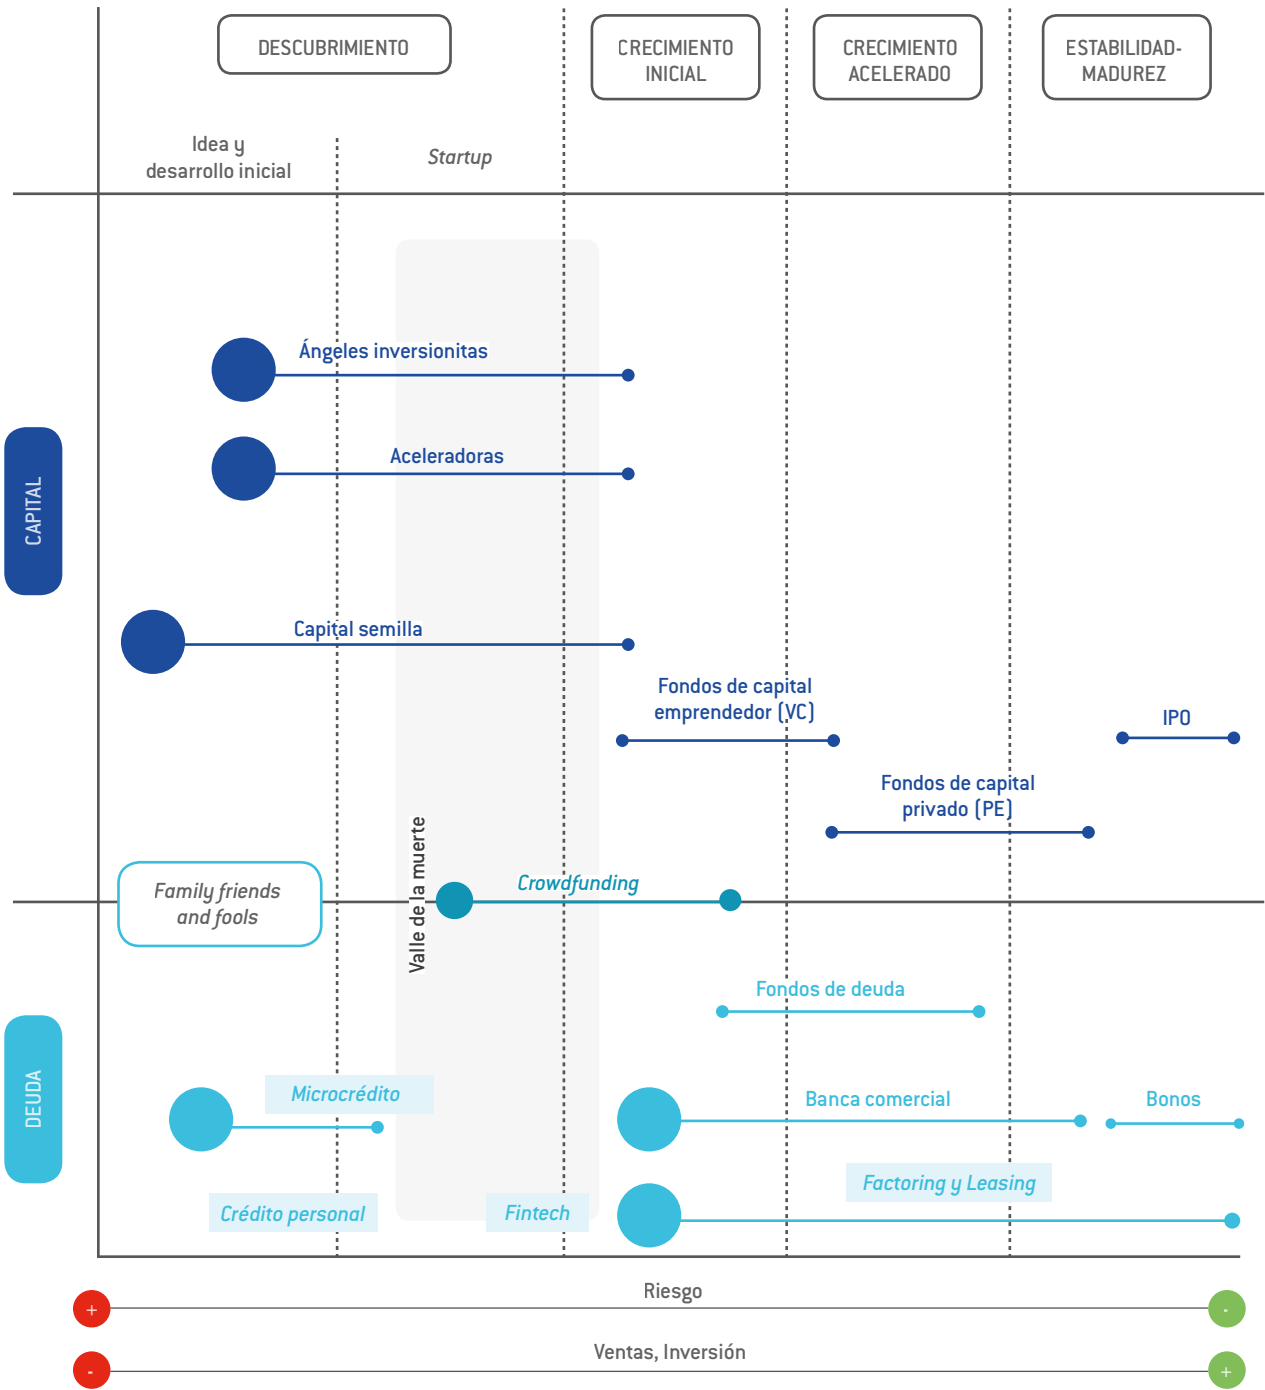 DESCUBRIMIENTO
CRECIMIENTO
INICIAL
CRECIMIENTO
ACELERADO
ESTABILIDAD-
MADUREZ
Idea y
desarrollo inicial
Startup
CAPITAL
Ángeles inversionitas
Aceleradoras
Capital semilla
Fondos de capital
emprendedor (VC)
IPO
Fondos de capital
privado (PE)
Valle de la muerte
Family friends
and fools
Crowdfunding
DEUDA
Fondos de deuda
Microcrédito
Banca comercial
Bonos
Crédito personal
Fintech
Factoring y Leasing
+
Riesgo
-
-
Ventas, Inversión
+